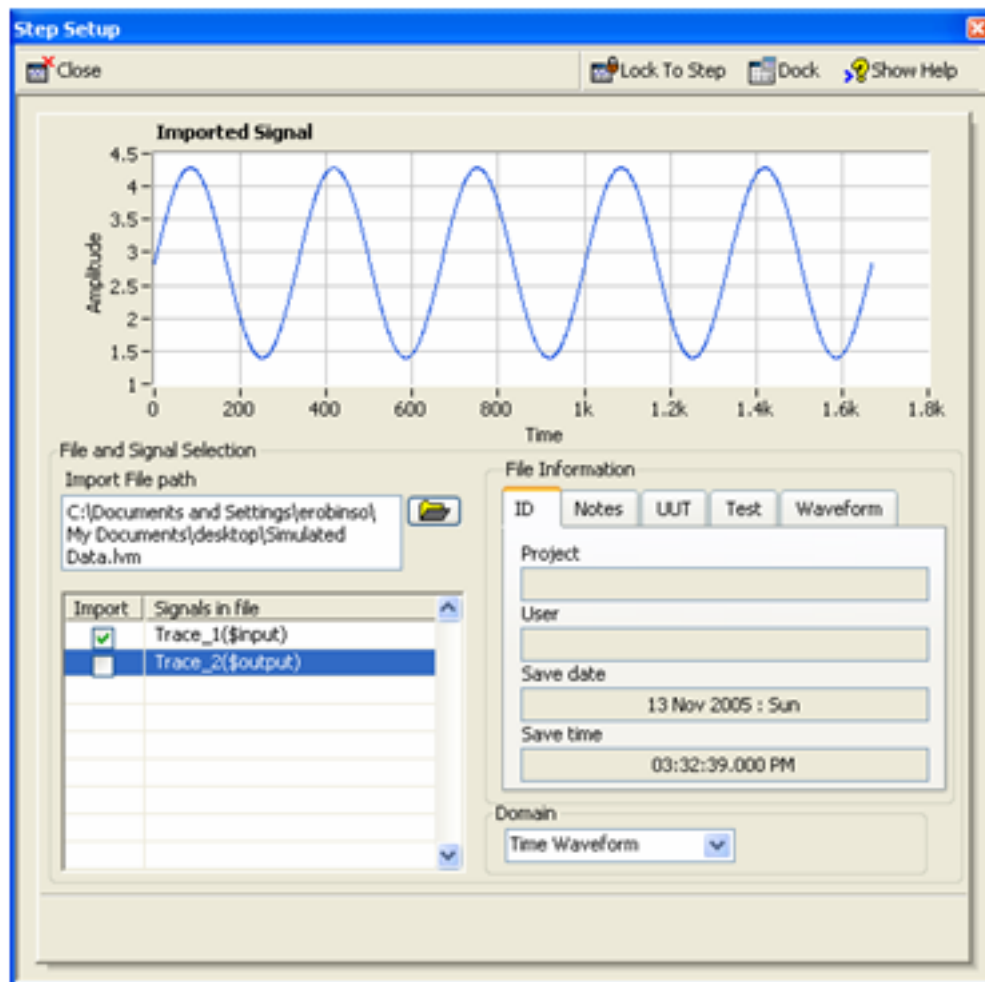 Step Setup
Close
Lock To Step
Dock
Show Help
Imported Signal
4.5
4
3.5
3
2.5
2
1.5
1
Amplitude
0
200
400
600
800
1k
1.2k
1.4k
1.6k
1.8k
Time
File and Signal Selection
Import File path
C:\Documents and Settings\erobinso\
My Documents\desktop\Simulated
Data.lvm
Import
Signals in file
Trace_1($input)
Trace_2($output)
File Information
ID
Notes
UUT
Test
Waveform
Project
User
Save date
13 Nov 2005 : Sun
Save time
03:32:39.000 PM
Domain
Time Waveform